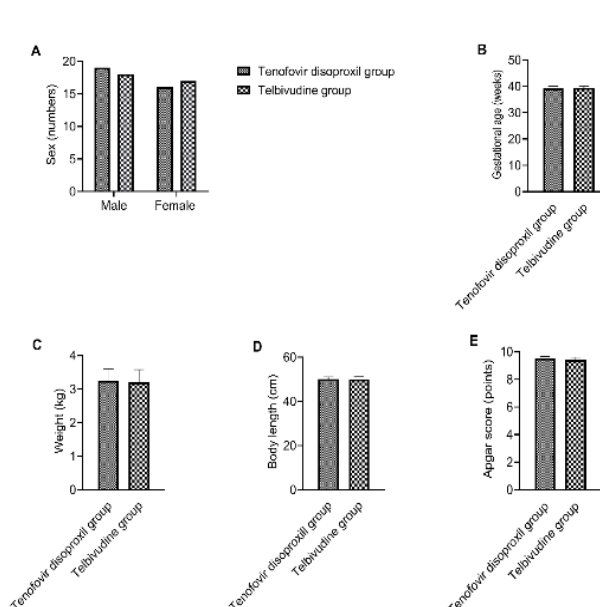 A
Sex (numbers)
20
15
10
5
0
Male Female
Tenofovir disoproxil group
Telbivudine group
B
Gestational age (weeks)
50
40
30
20
10
0
Tenofovir disoproxil group
Telbivudine group
C
Weight (kg)
4
3
2
1
0
Tenofovir disoproxil group
Telbivudine group
D
Body length (cm)
60
40
20
0
Tenofovir disoproxill group
Telbivudine group
E
Apgar score (points)
10
8
6
4
2
0
Tenofovir disoproxil group
Telbivudine group